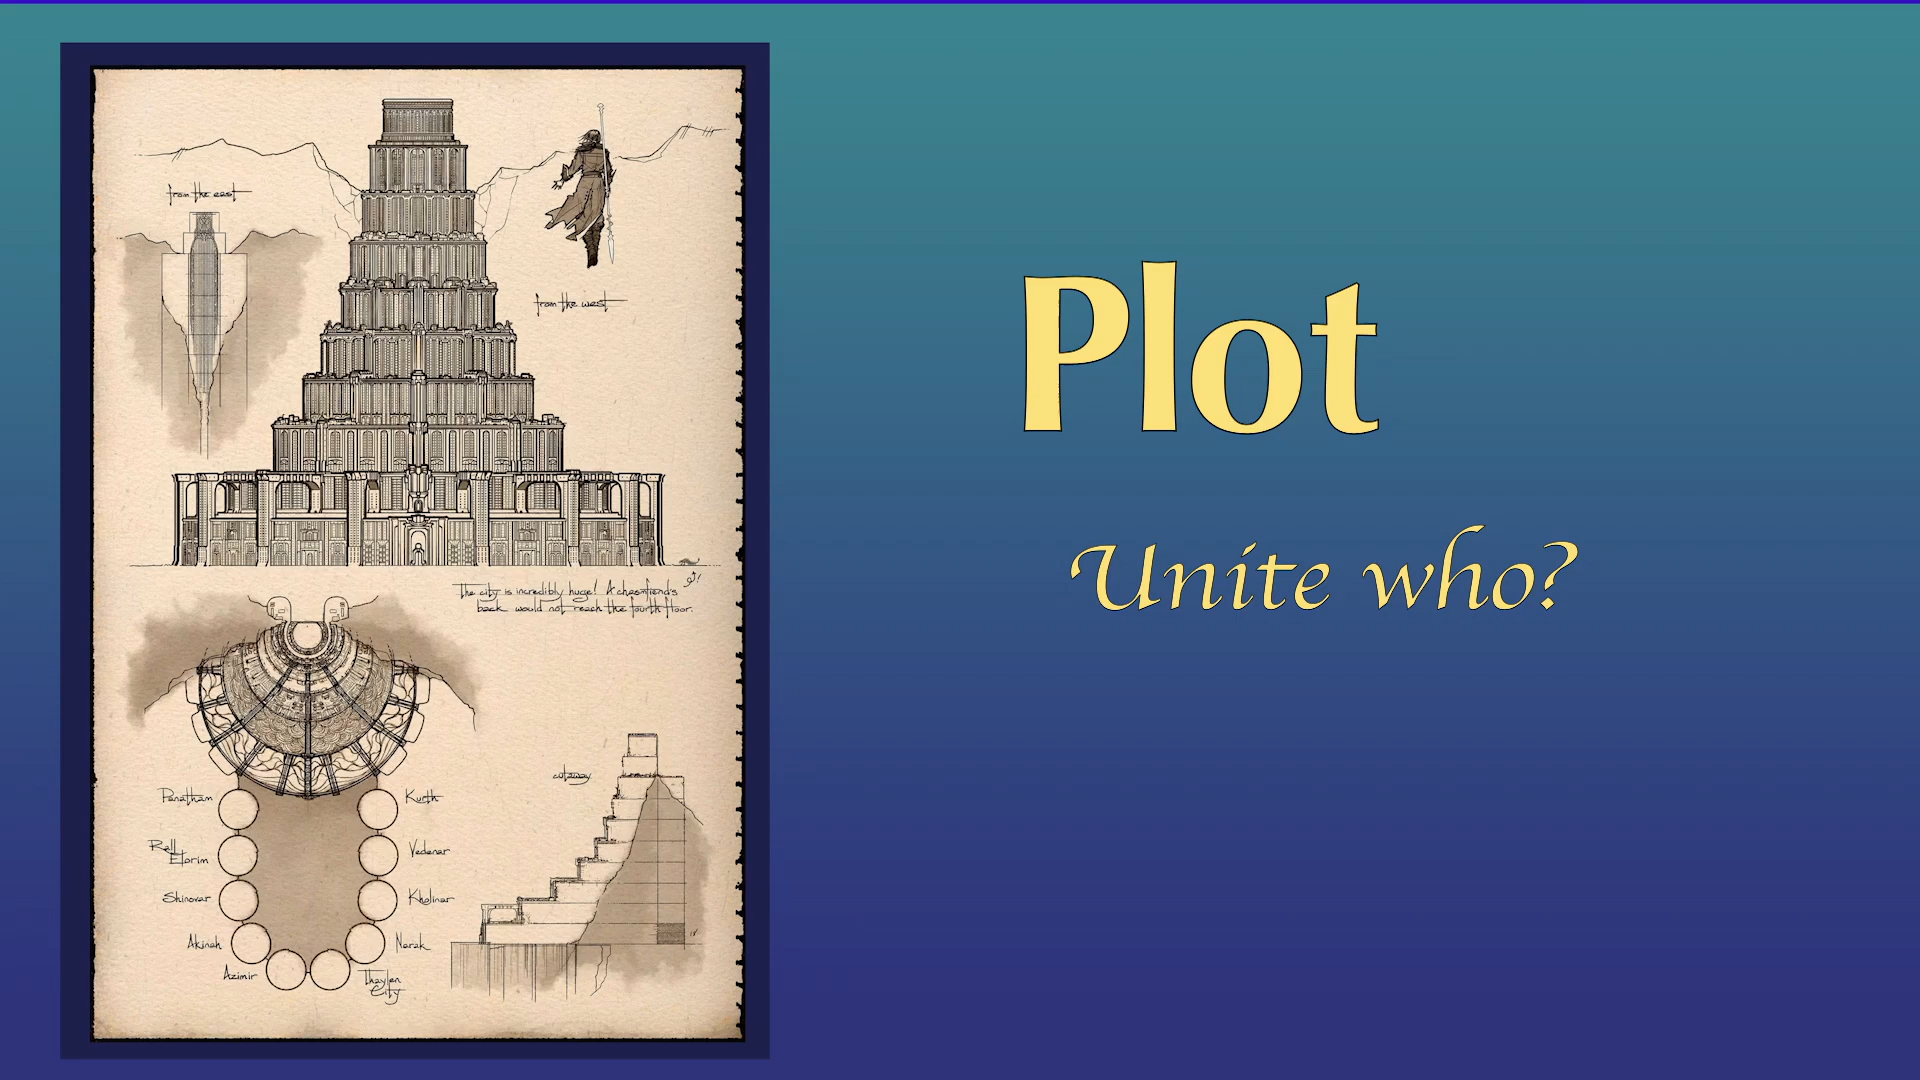 from the east
from the west
The city is incredibly huge! A chasmfiend's
back would not reach the fourth floor.
Panatham
Kurth
Rall
Elorim
Vedenar
Shinovar
Kholinar
Akinah
Narak
Azimir
Thaylen
City
cutaway
Plot
Unite who?